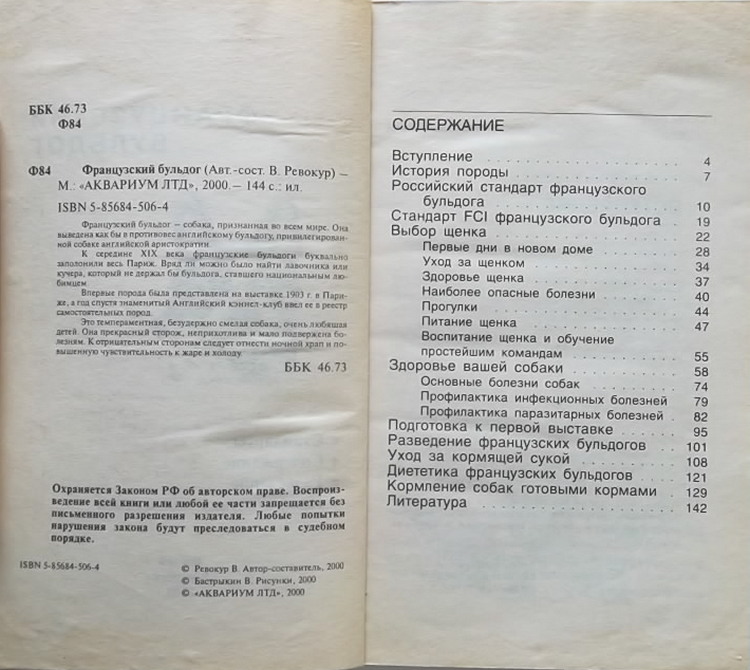 ББК 46.73
Ф84
Ф84 Французский бульдог (Авт.-сост. В. Ревокур) –
М.: «АКВАРИУМ ЛТД», 2000.– 144 с.: ил.
ISBN 5-85684-506-4
Французский бульдог – собака, признанная во всем мире. Она
выведена как бы в противовес английскому бульдогу, привилегирован-
ной собаке английской аристократии.
К середине XIX века французские бульдоги буквально
заполонили весь Париж. Вряд ли можно было найти лавочника или
кучера, который не держал бы бульдога, ставшего национальным лю-
бимцем.
Впервые порода была представлена на выставке 1903 г. в Пари-
же, а год спустя знаменитый Английский кэннел-клуб ввел ее в реестр
самостоятельных пород.
Это темпераментная, безудержно смелая собака, очень любящая
детей. Она прекрасный сторож, неприхотлива и мало подвержена бо-
лезням. К отрицательным сторонам следует отнести ночной храп и по-
вышенную чувствительность к жаре и холоду.
ББК 46.73
Охраняется Законом РФ об авторском праве. Воспроиз-
ведение всей книги или любой ее части запрещается без
письменного разрешения издателя. Любые попытки
нарушения закона будут преследоваться в судебном
порядке.
ISBN 5-85684-506-4
© Ревокур В. Автор-составитель, 2000
© Бастрыкин В. Рисунки, 2000
© «АКВАРИУМ ЛТД», 2000
СОДЕРЖАНИЕ
Вступление . . . . . . . . . . 4
История породы . . . . . . . . . . 7
Российский стандарт французского
бульдога . . . . . . . . . . 10
Стандарт FCI французского бульдога . . 19
Выбор щенка . . . . . . . . . . 22
Первые дни в новом доме . . . . . . 28
Уход за щенком . . . . . . . . . . 34
Здоровье щенка . . . . . . . . . . 37
Наиболее опасные болезни . . . . . . 40
Прогулки . . . . . . . . . . 44
Питание щенка . . . . . . . . . . 47
Воспитание щенка и обучение
простейшим командам . . . . . . . . 55
Здоровье вашей собаки . . . . . . . . 58
Основные болезни собак . . . . . . . 74
Профилактика инфекционных болезней 79
Профилактика паразитарных болезней . 82
Подготовка к первой выставке . . . . . 95
Разведение французских бульдогов . . . 101
Уход за кормящей сукой . . . . . . . 108
Диететика французских бульдогов . . . . 121
Кормление собак готовыми кормами . . 129
Литература . . . . . . . . . . 142